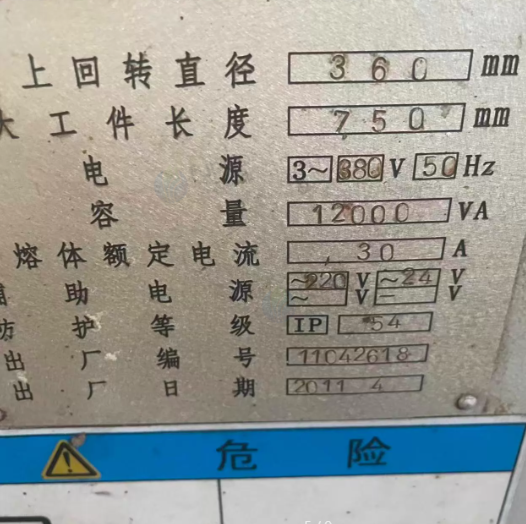 上回转直径 360 mm
大工件长度 750 mm
电源 3~ 380 V 50 Hz
容量 12000 VA
熔体额定电流 30 A
辅助电源 ~220 V ~24 V
~ V - V
防护等级 IP 54
出厂编号 11042618
出厂日期 2011 4
危险